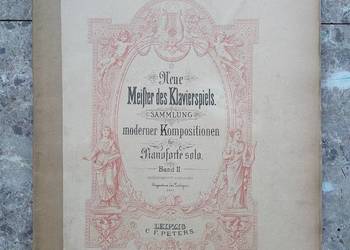 Neue
Meister des Klavierspiels.
SAMMLUNG
moderner Kompositionen
für
Pianoforte solo.
Band II
LEIPZIG
C. F. PETERS.